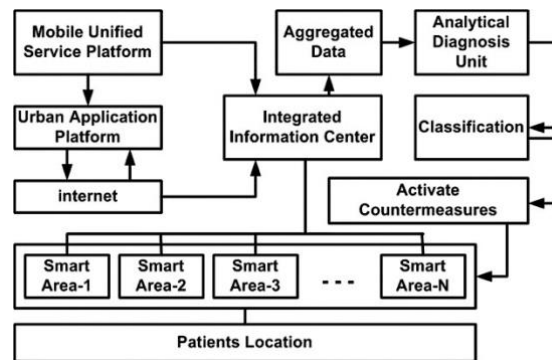 Mobile Unified
Service Platform
Aggregated
Data
Analytical
Diagnosis
Unit
Urban Application
Platform
Integrated
Information Center
Classification
internet
Activate
Countermeasures
Smart
Area-1
Smart
Area-2
Smart
Area-3
- - -
Smart
Area-N
Patients Location